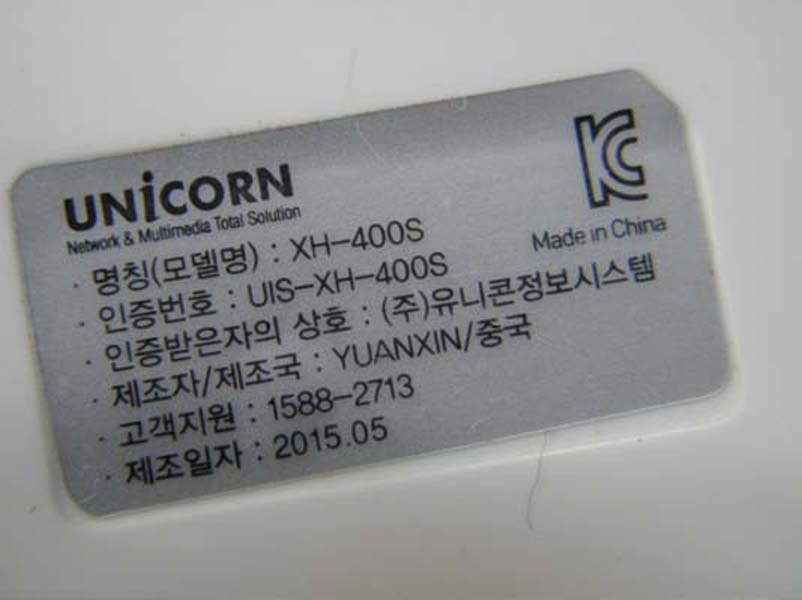 UNiCORN
Network & Multimedia Total Solution
KC
Made in China
· 명칭(모델명) : XH-400S
· 인증번호 : UIS-XH-400S
· 인증받은자의 상호 : (주)유니콘정보시스템
· 제조자/제조국 : YUANXIN/중국
· 고객지원 : 1588-2713
· 제조일자 : 2015.05